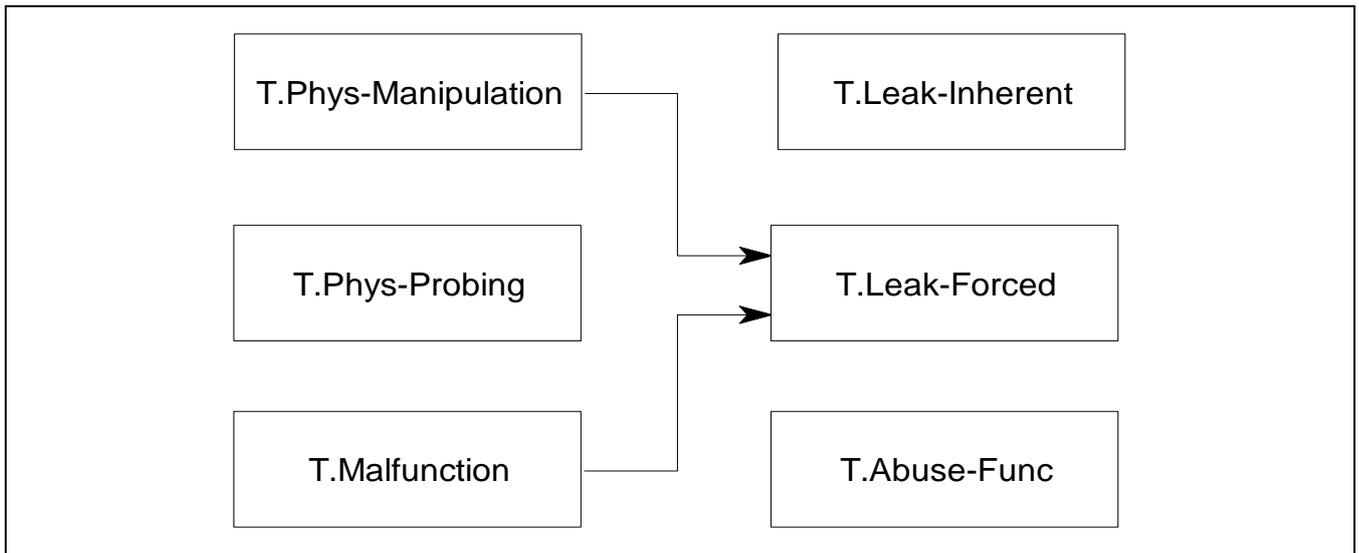 T.Phys-Manipulation
T.Leak-Inherent
T.Phys-Probing
T.Leak-Forced
T.Malfunction
T.Abuse-Func